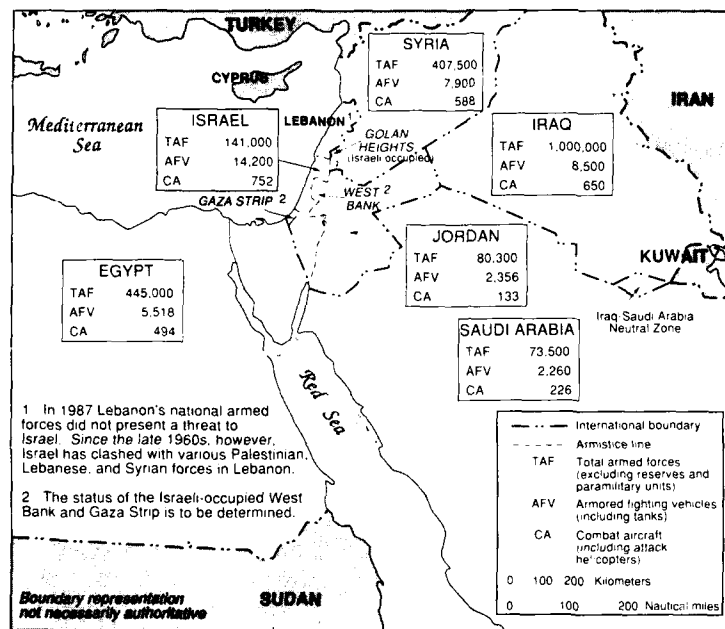 TURKEY
SYRIA
TAF 407,500
AFV 7,900
CA 588
CYPRUS
IRAN
Mediterranean
Sea
ISRAEL
TAF 141,000
AFV 14,200
CA 752
LEBANON¹
GOLAN
HEIGHTS
(Israeli occupied)
IRAQ
TAF 1,000,000
AFV 8,500
CA 650
GAZA STRIP 2
WEST 2
BANK
JORDAN
TAF 80,300
AFV 2,356
CA 133
KUWAIT
EGYPT
TAF 445,000
AFV 5,518
CA 494
Iraq-Saudi Arabia
Neutral Zone
SAUDI ARABIA
TAF 73,500
AFV 2,260
CA 226
Red Sea
1 In 1987 Lebanon's national armed
forces did not present a threat to
Israel. Since the late 1960s, however,
Israel has clashed with various Palestinian,
Lebanese, and Syrian forces in Lebanon.
2 The status of the Israeli-occupied West
Bank and Gaza Strip is to be determined.
International boundary
Armistice line
TAF Total armed forces
(excluding reserves and
paramilitary units)
AFV Armored fighting vehicles
(including tanks)
CA Combat aircraft
(including attack
helicopters)
0 100 200 Kilometers
0 100 200 Nautical miles
Boundary representation
not necessarily authoritative
SUDAN